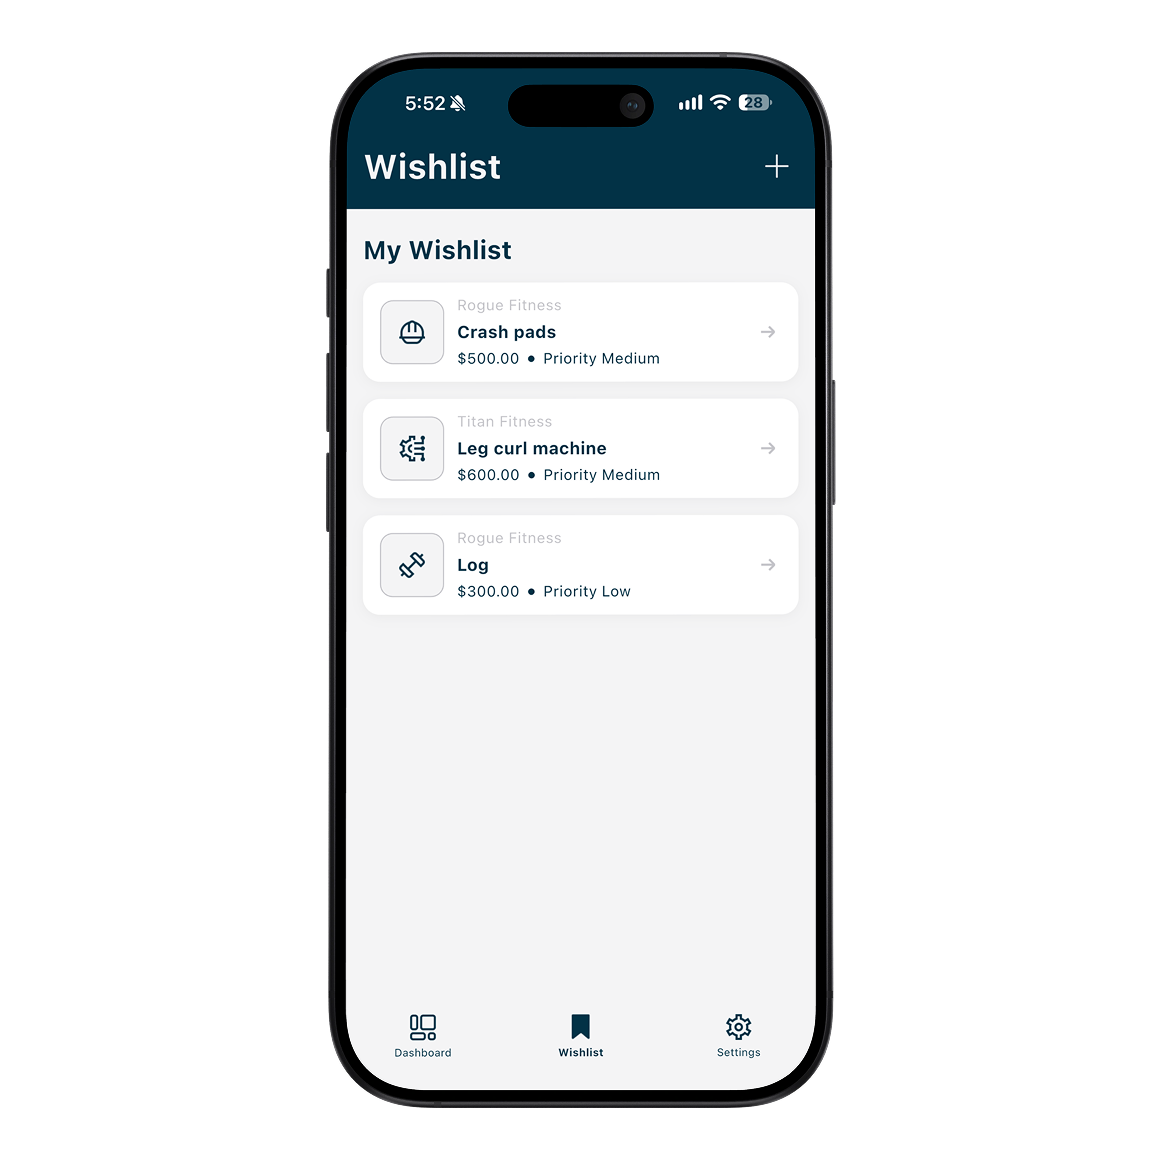 5:52
28
Wishlist
My Wishlist
Rogue Fitness
Crash pads
$500.00 ● Priority Medium
Titan Fitness
Leg curl machine
$600.00 ● Priority Medium
Rogue Fitness
Log
$300.00 ● Priority Low
Dashboard
Wishlist
Settings